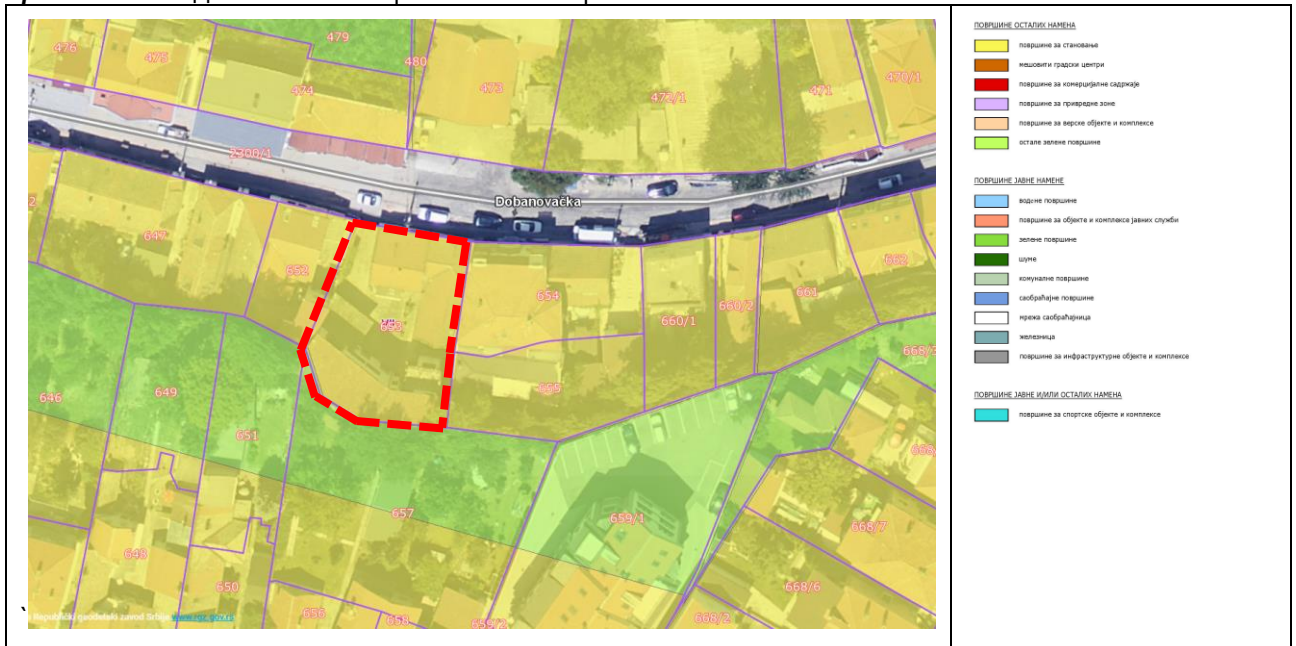 479
476
475
480
474
473
472/1
471
470/1
2300/1
Dobanovačka
2
647
652
653
654
660/1
660/2
661
662
655
668/3
646
649
651
657
659/1
668/7
648
650
656
658
659/2
668/6
668/2
Republički geodetski zavod Srbije www.rgz.gov.rs
ПОВРШИНЕ ОСТАЛИХ НАМЕНА
површине за становање
мешовити градски центри
површине за комерцијалне садржаје
површине за привредне зоне
површине за верске објекте и комплексе
остале зелене површине
ПОВРШИНЕ ЈАВНЕ НАМЕНЕ
водене површине
површине за објекте и комплексе јавних служби
зелене површине
шуме
комуналне површине
саобраћајне површине
мрежа саобраћајница
железница
површине за инфраструктурне објекте и комплексе
ПОВРШИНЕ ЈАВНЕ И/ИЛИ ОСТАЛИХ НАМЕНА
површине за спортске објекте и комплексе